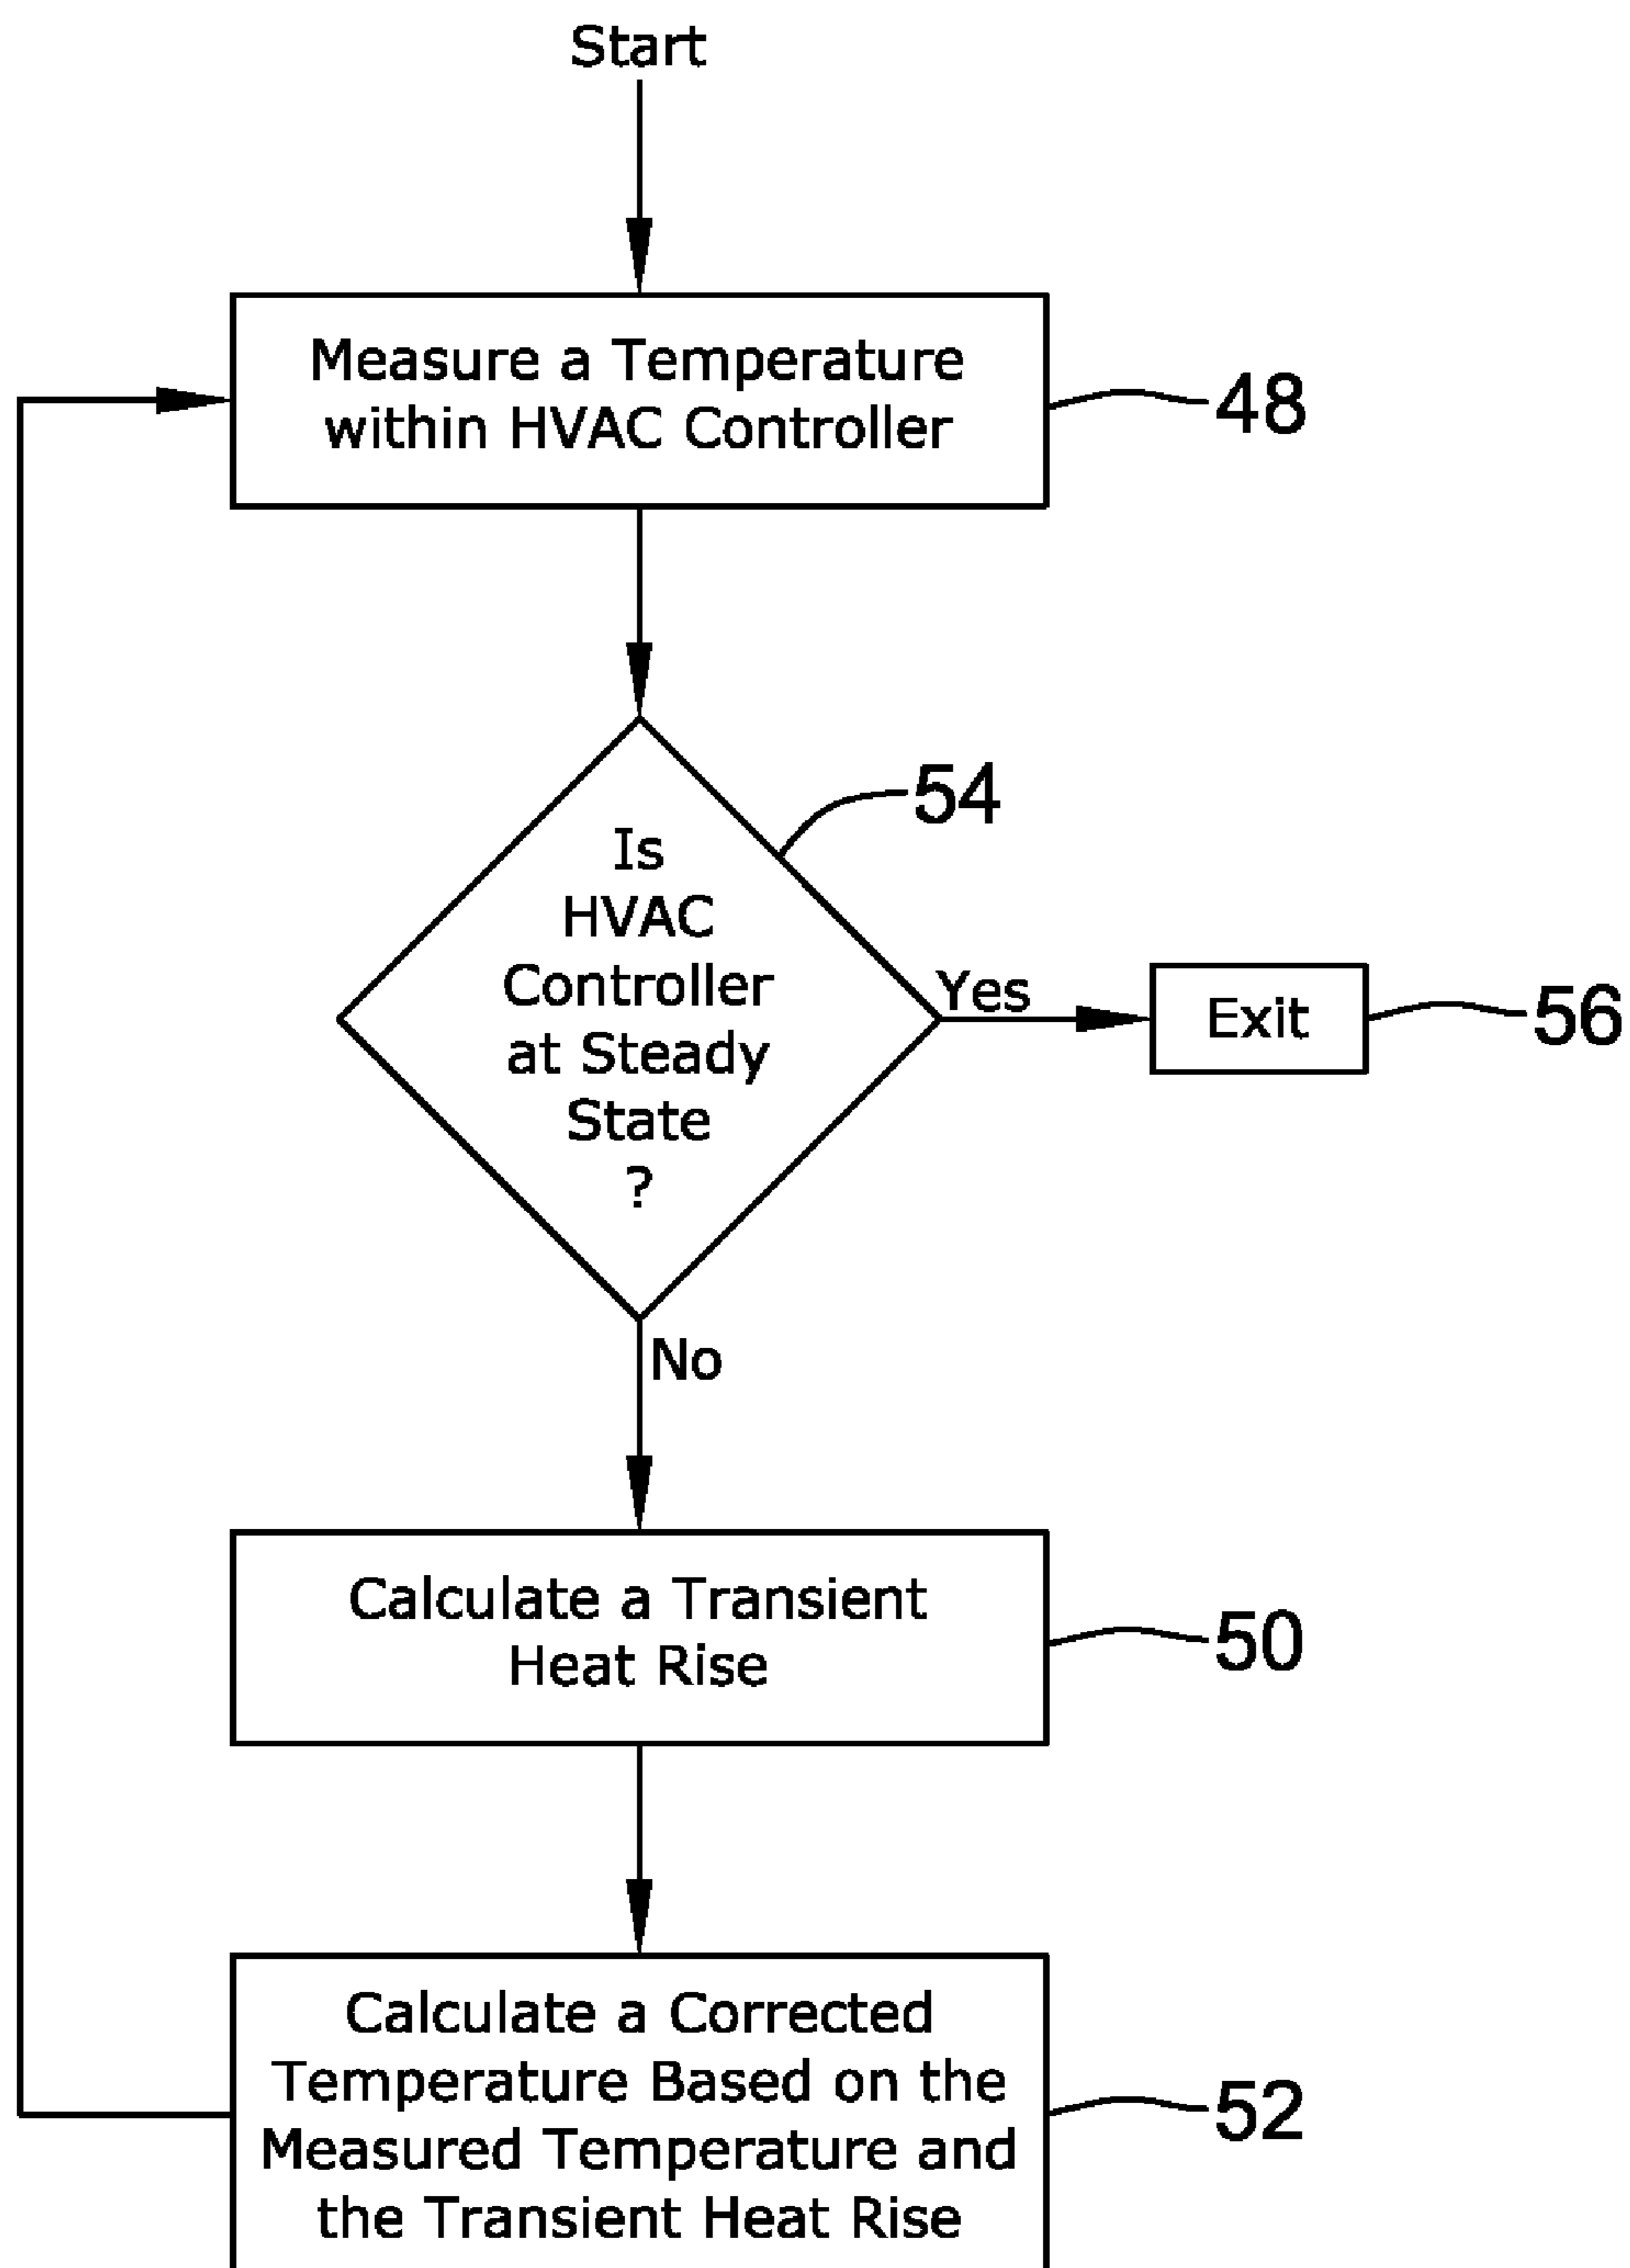 Start
Measure a Temperature
within HVAC Controller
48
54
Is
HVAC
Controller
at Steady
State
?
Yes
Exit
56
No
Calculate a Transient
Heat Rise
50
Calculate a Corrected
Temperature Based on the
Measured Temperature and
the Transient Heat Rise
52